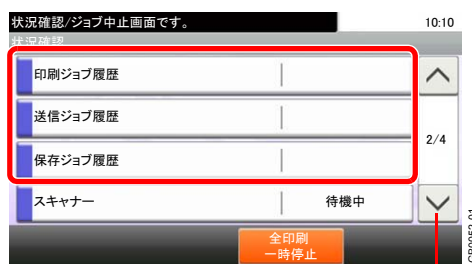 状況確認/ジョブ中止画面です。 10:10
状況確認
印刷ジョブ履歴
送信ジョブ履歴
2/4
保存ジョブ履歴
スキャナー 待機中
全印刷
一時停止